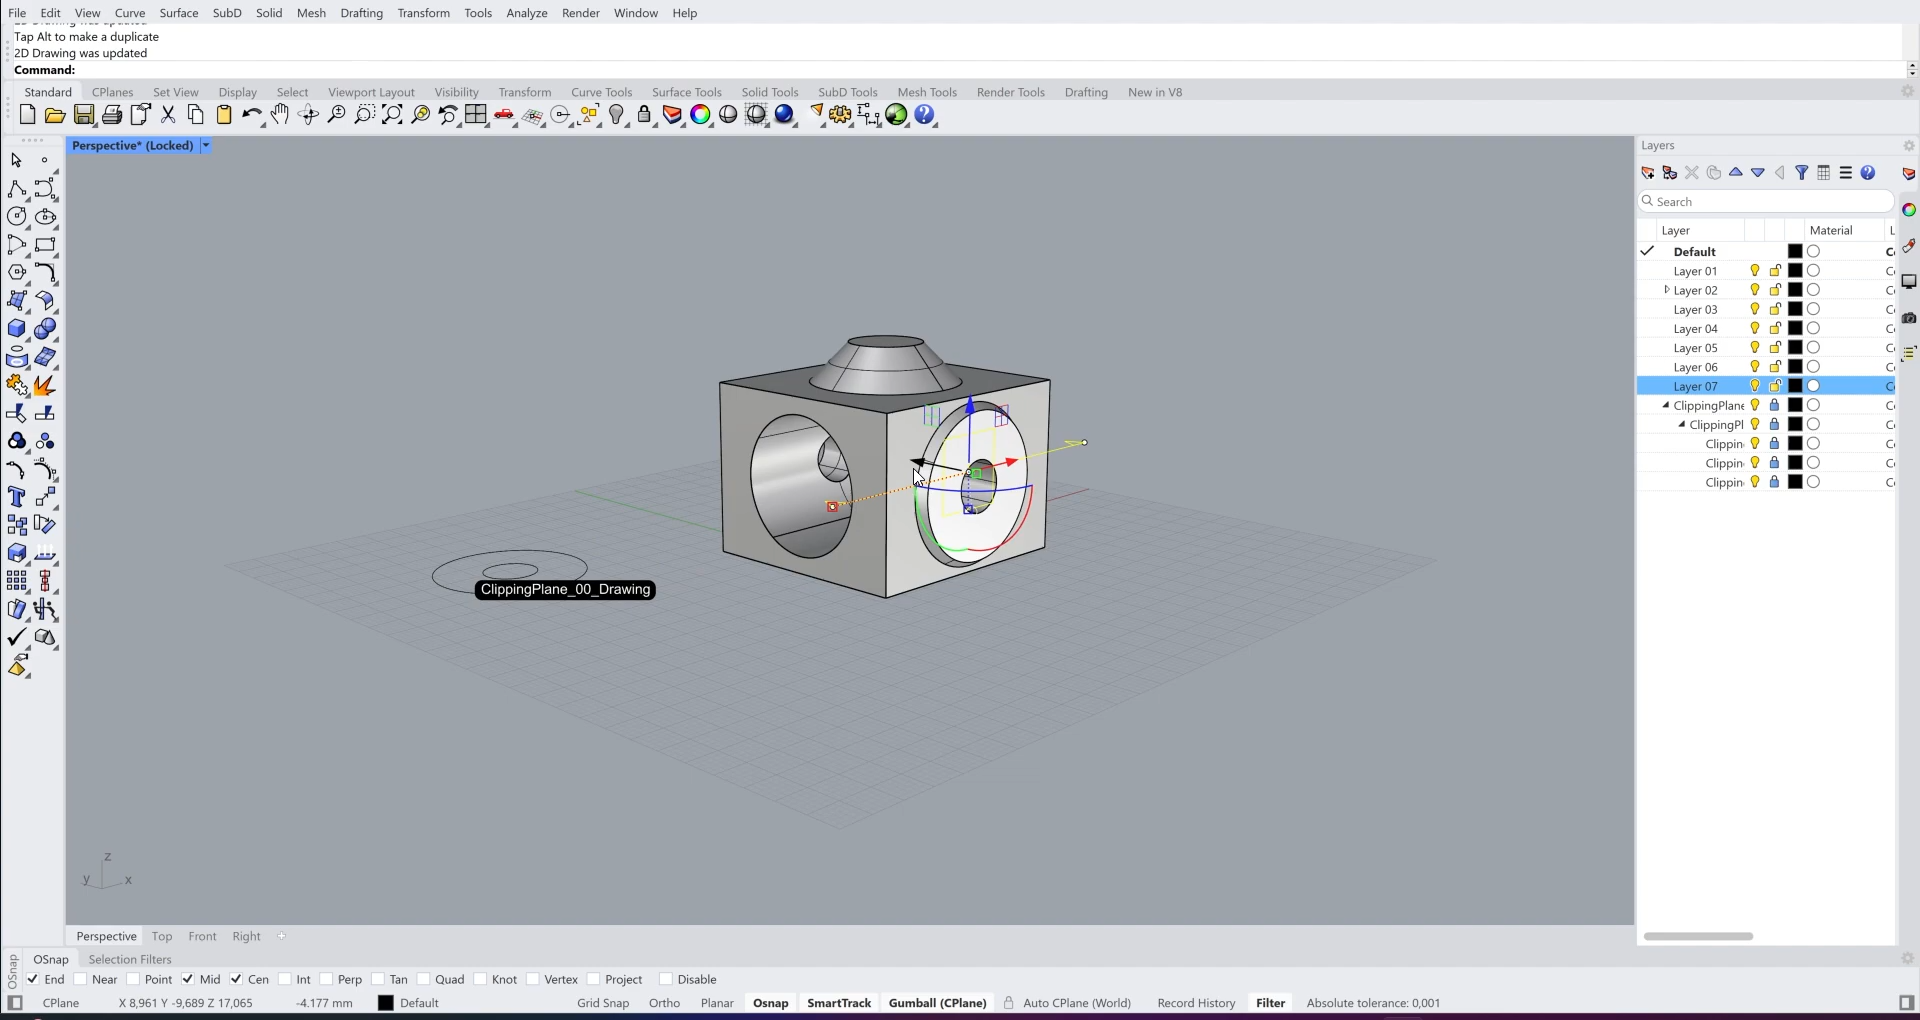 File Edit View Curve Surface SubD Solid Mesh Drafting Transform Tools Analyze Render Window Help
2D Drawing was updated
Tap Alt to make a duplicate
2D Drawing was updated
Command:
Standard CPlanes Set View Display Select Viewport Layout Visibility Transform Curve Tools Surface Tools Solid Tools SubD Tools Mesh Tools Render Tools Drafting New in V8
Perspective* (Locked)
Layers
Search
Layer Material L
Default
Layer 01
Layer 02
Layer 03
Layer 04
Layer 05
Layer 06
Layer 07
ClippingPlane
ClippingPl
Clippin
Clippin
Clippin
ClippingPlane_00_Drawing
z
y x
Perspective Top Front Right
OSnap Selection Filters
OSnap
End Near Point Mid Cen Int Perp Tan Quad Knot Vertex Project Disable
CPlane X 8,961 Y -9,689 Z 17,065 -4.177 mm Default Grid Snap Ortho Planar Osnap SmartTrack Gumball (CPlane) Auto CPlane (World) Record History Filter Absolute tolerance: 0,001